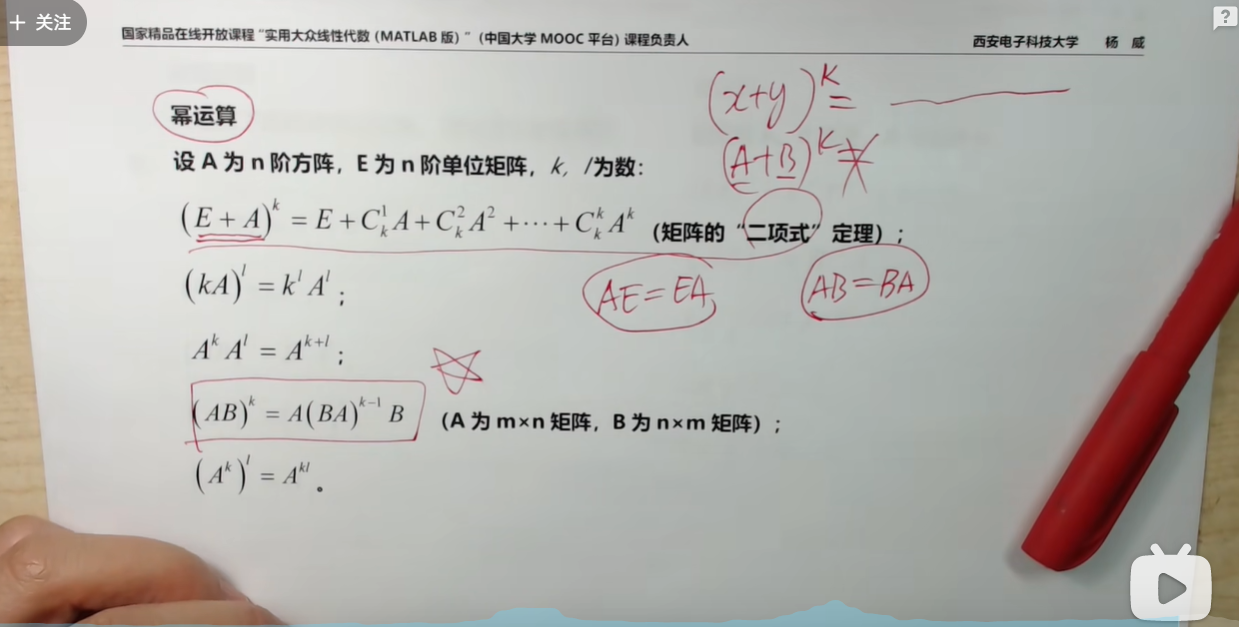 + 关注
?
国家精品在线开放课程“实用大众线性代数（MATLAB 版）”（中国大学 MOOC 平台）课程负责人 西安电子科技大学 杨 威
(x+y)^K =
幂运算
(A+B)^K ≠
设 A 为 n 阶方阵，E 为 n 阶单位矩阵，k, l为数：
(E + A)^k = E + C_k^1 A + C_k^2 A^2 + ⋯ + C_k^k A^k （矩阵的“二项式”定理）；
(kA)^l = k^l A^l ; AE=EA, AB=BA
A^k A^l = A^{k+l} ;
(AB)^k = A(BA)^{k-1} B （A 为 m×n 矩阵，B 为 n×m 矩阵）；
(A^k)^l = A^{kl} 。